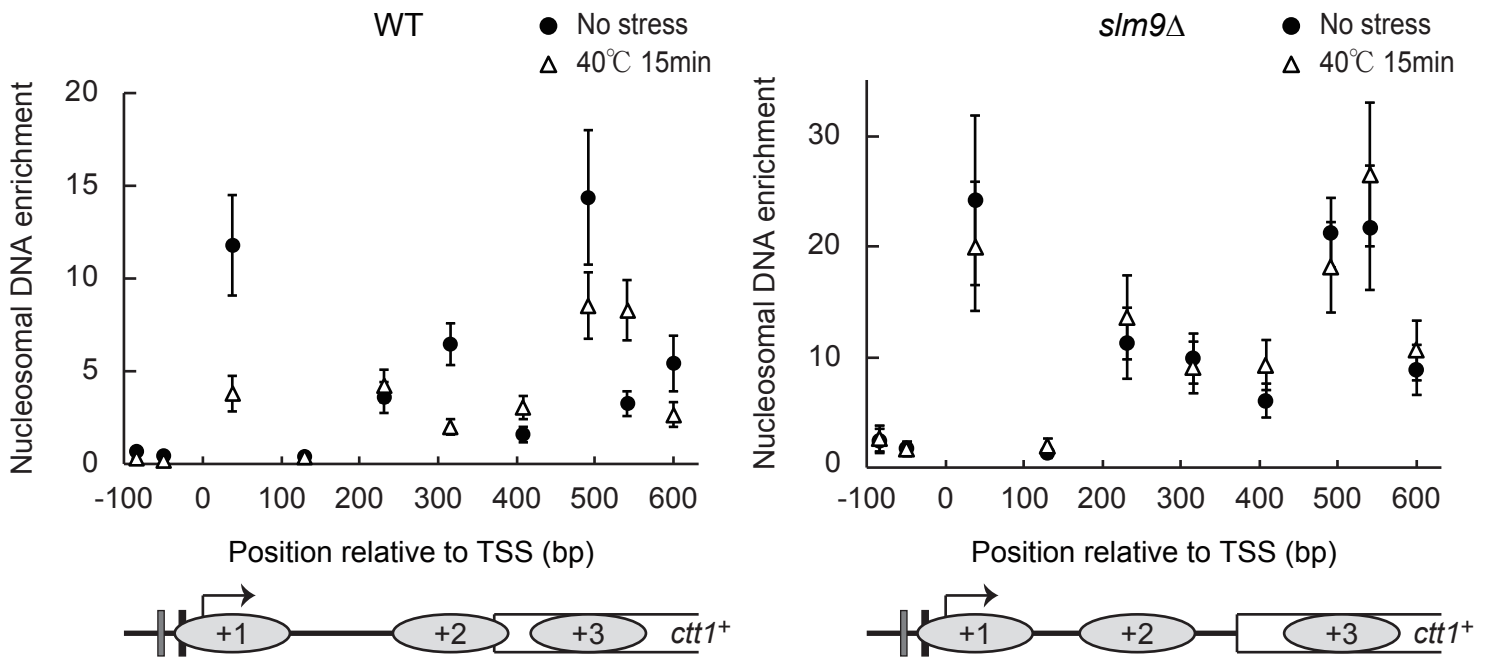 WT
No stress
40℃ 15min
Nucleosomal DNA enrichment
20
15
10
5
0
-100 0 100 200 300 400 500 600
Position relative to TSS (bp)
+1 +2 +3 ctt1+
slm9Δ
No stress
40℃ 15min
Nucleosomal DNA enrichment
30
20
10
0
-100 0 100 200 300 400 500 600
Position relative to TSS (bp)
+1 +2 +3 ctt1+